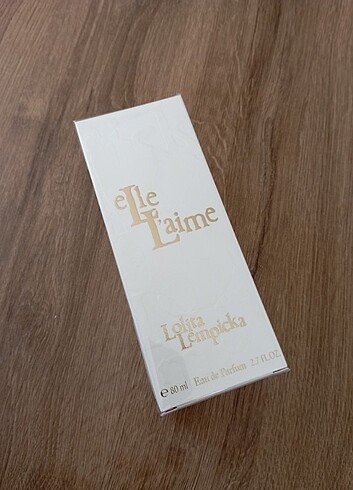 elle
L'aime
Lolita
Lempicka
℮ 80 ml Eau de Parfum 2.7 FL.OZ.